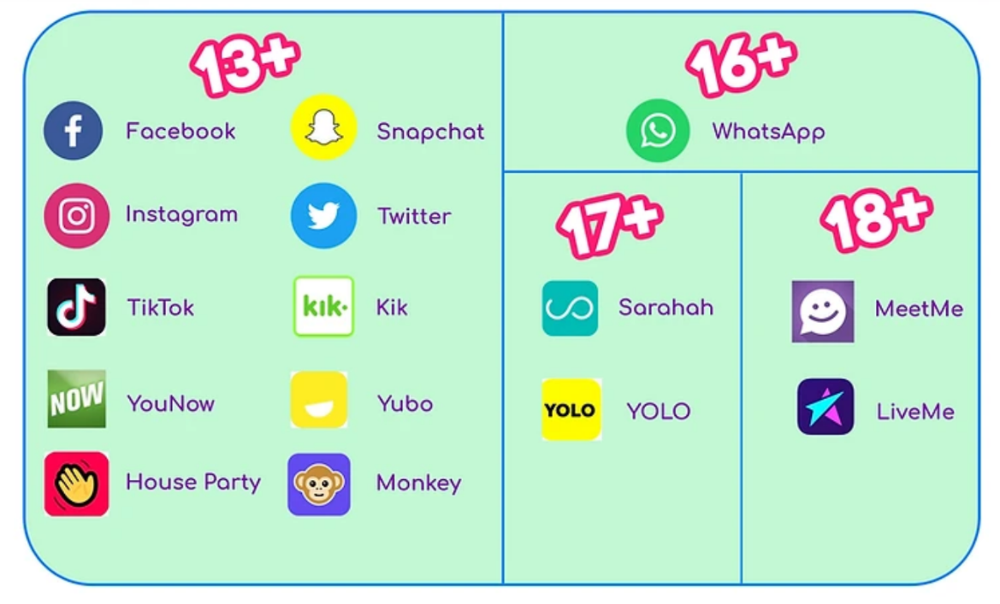 13+
Facebook
Snapchat
Instagram
Twitter
TikTok
kik.
Kik
NOW
YouNow
Yubo
House Party
Monkey
16+
WhatsApp
17+
Sarahah
YOLO
YOLO
18+
MeetMe
LiveMe